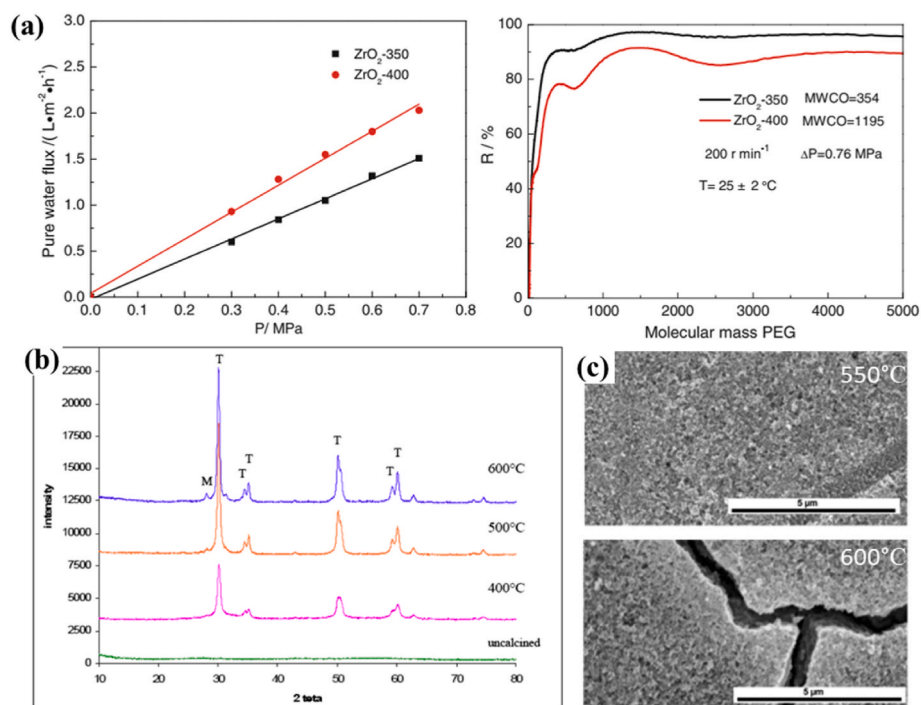 (a)
3.0
2.5
2.0
1.5
1.0
0.5
0.0
Pure water flux /( L•m⁻²•h⁻¹)
ZrO₂-350
ZrO₂-400
0.0 0.1 0.2 0.3 0.4 0.5 0.6 0.7 0.8
P/ MPa
100
80
60
40
20
0
R / %
ZrO₂-350 MWCO=354
ZrO₂-400 MWCO=1195
200 r min⁻¹ ΔP=0.76 MPa
T= 25 ± 2 °C
0 1000 2000 3000 4000 5000
Molecular mass PEG
(b)
22500
20000
17500
15000
12500
10000
7500
5000
2500
0
intensity
T
M
T
T
T
T
T
600°C
500°C
400°C
uncalcined
10 20 30 40 50 60 70 80
2 teta
(c)
550°C
5 µm
600°C
5 µm